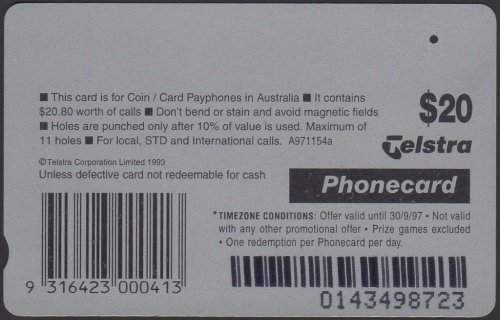 ■ This card is for Coin / Card Payphones in Australia ■ It contains
$20.80 worth of calls ■ Don't bend or stain and avoid magnetic fields
■ Holes are punched only after 10% of value is used. Maximum of
11 holes ■ For local, STD and International calls. A971154a
©Telstra Corporation Limited 1993
Unless defective card not redeemable for cash
$20
Telstra
Phonecard
*TIMEZONE CONDITIONS: Offer valid until 30/9/97 • Not valid
with any other promotional offer • Prize games excluded
• One redemption per Phonecard per day.
9 316423 000413
0143498723